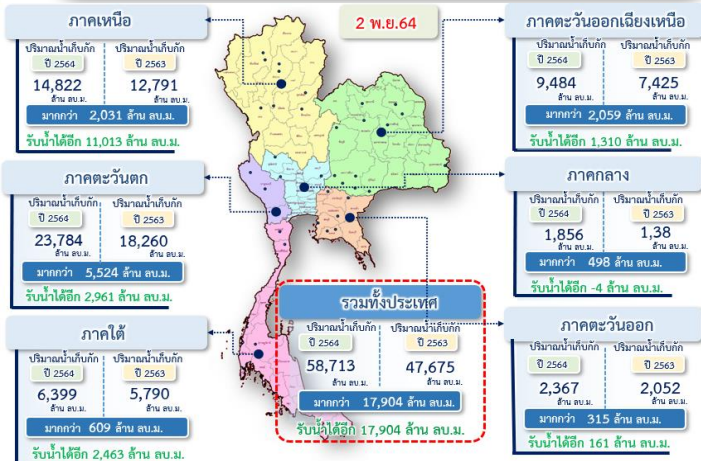 2 พ.ย.64
ภาคเหนือ
ปริมาณน้ำเก็บกัก ปริมาณน้ำเก็บกัก
ปี 2564 ปี 2563
14,822 12,791
ล้าน ลบ.ม. ล้าน ลบ.ม.
มากกว่า 2,031 ล้าน ลบ.ม.
รับน้ำได้อีก 11,013 ล้าน ลบ.ม.
ภาคตะวันออกเฉียงเหนือ
ปริมาณน้ำเก็บกัก ปริมาณน้ำเก็บกัก
ปี 2564 ปี 2563
9,484 7,425
ล้าน ลบ.ม. ล้าน ลบ.ม.
มากกว่า 2,059 ล้าน ลบ.ม.
รับน้ำได้อีก 1,310 ล้าน ลบ.ม.
ภาคตะวันตก
ปริมาณน้ำเก็บกัก ปริมาณน้ำเก็บกัก
ปี 2564 ปี 2563
23,784 18,260
ล้าน ลบ.ม. ล้าน ลบ.ม.
มากกว่า 5,524 ล้าน ลบ.ม.
รับน้ำได้อีก 2,961 ล้าน ลบ.ม.
ภาคกลาง
ปริมาณน้ำเก็บกัก ปริมาณน้ำเก็บกัก
ปี 2564 ปี 2563
1,856 1,38
ล้าน ลบ.ม. ล้าน ลบ.ม.
มากกว่า 498 ล้าน ลบ.ม.
รับน้ำได้อีก -4 ล้าน ลบ.ม.
ภาคใต้
ปริมาณน้ำเก็บกัก ปริมาณน้ำเก็บกัก
ปี 2564 ปี 2563
6,399 5,790
ล้าน ลบ.ม. ล้าน ลบ.ม.
มากกว่า 609 ล้าน ลบ.ม.
รับน้ำได้อีก 2,463 ล้าน ลบ.ม.
รวมทั้งประเทศ
ปริมาณน้ำเก็บกัก ปริมาณน้ำเก็บกัก
ปี 2564 ปี 2563
58,713 47,675
ล้าน ลบ.ม. ล้าน ลบ.ม.
มากกว่า 17,904 ล้าน ลบ.ม.
รับน้ำได้อีก 17,904 ล้าน ลบ.ม.
ภาคตะวันออก
ปริมาณน้ำเก็บกัก ปริมาณน้ำเก็บกัก
ปี 2564 ปี 2563
2,367 2,052
ล้าน ลบ.ม. ล้าน ลบ.ม.
มากกว่า 315 ล้าน ลบ.ม.
รับน้ำได้อีก 161 ล้าน ลบ.ม.